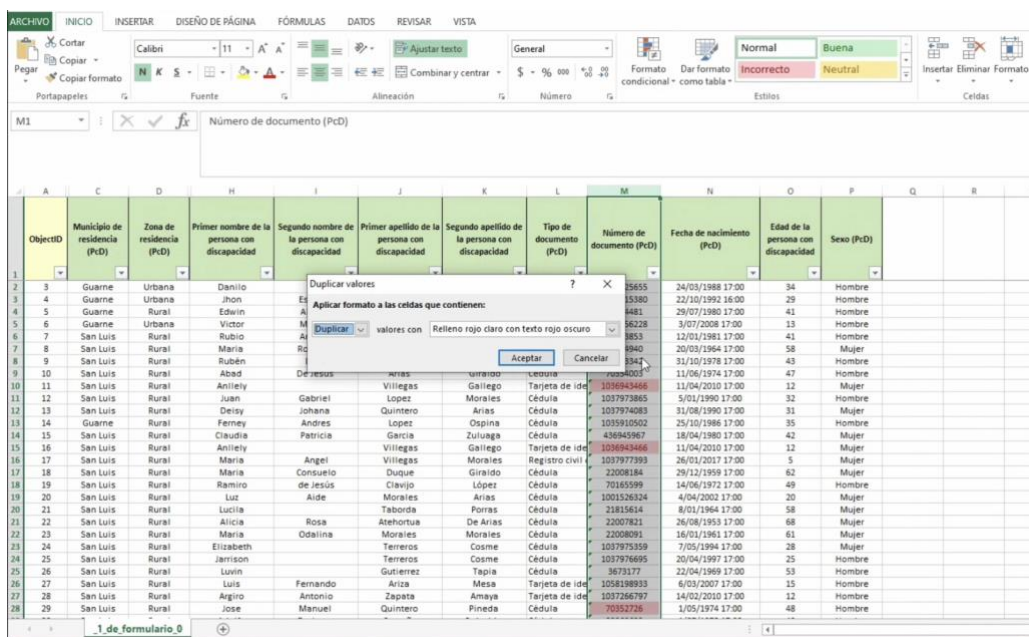 ARCHIVO INICIO INSERTAR DISEÑO DE PÁGINA FÓRMULAS DATOS REVISAR VISTA
Pegar Cortar Copiar Copiar formato
Calibri 11
N K S
Ajustar texto
Combinar y centrar
General
$ % 000
Formato condicional Dar formato como tabla
Normal Buena
Incorrecto Neutral
Insertar Eliminar Formato
Portapapeles Fuente Alineación Número Estilos Celdas
M1 fx Número de documento (PcD)
A C D H I J K L M N O P Q R
1 ObjectID Municipio de residencia (PcD) Zona de residencia (PcD) Primer nombre de la persona con discapacidad Segundo nombre de la persona con discapacidad Primer apellido de la persona con discapacidad Segundo apellido de la persona con discapacidad Tipo de documento (PcD) Número de documento (PcD) Fecha de nacimiento (PcD) Edad de la persona con discapacidad Sexo (PcD)
Duplicar valores ? X
Aplicar formato a las celdas que contienen:
Duplicar valores con Relleno rojo claro con texto rojo oscuro
Aceptar Cancelar
2 3 Guarne Urbana Danilo 25655 24/03/1988 17:00 34 Hombre
3 4 Guarne Urbana Jhon 15380 22/10/1992 16:00 29 Hombre
4 5 Guarne Rural Edwin 4481 29/07/1980 17:00 41 Hombre
5 6 Guarne Urbana Victor 56228 3/07/2008 17:00 13 Hombre
6 7 San Luis Rural Rubio 3853 12/01/1981 17:00 41 Hombre
7 8 San Luis Rural Maria 4940 20/03/1964 17:00 58 Mujer
8 9 San Luis Rural Rubén 31/10/1978 17:00 43 Hombre
9 10 San Luis Rural Abad De Jesús Arias Giraldo Cédula 70354003 11/06/1974 17:00 47 Hombre
10 11 San Luis Rural Anllely Villegas Gallego Tarjeta de ide 1036943466 11/04/2010 17:00 12 Mujer
11 12 San Luis Rural Juan Gabriel Lopez Morales Cédula 1037973865 5/01/1990 17:00 32 Hombre
12 13 San Luis Rural Deisy Johana Quintero Arias Cédula 1037974083 31/08/1990 17:00 31 Mujer
13 14 Guarne Rural Ferney Andres Lopez Ospina Cédula 1035910502 25/10/1986 17:00 35 Hombre
14 15 San Luis Rural Claudia Patricia Garcia Zuluaga Cédula 436945967 18/04/1980 17:00 42 Mujer
15 16 San Luis Rural Anllely Villegas Gallego Tarjeta de ide 1036943466 11/04/2010 17:00 12 Mujer
16 17 San Luis Rural Maria Angel Villegas Morales Registro civil 1037977393 26/01/2017 17:00 5 Mujer
17 18 San Luis Rural Maria Consuelo Duque Giraldo Cédula 22008184 29/12/1959 17:00 62 Mujer
18 19 San Luis Rural Ramiro de Jesús Clavijo López Cédula 70165599 14/06/1972 17:00 49 Hombre
19 20 San Luis Rural Luz Aide Morales Arias Cédula 1001526324 4/04/2002 17:00 20 Mujer
20 21 San Luis Rural Lucila Taborda Porras Cédula 21815614 8/01/1964 17:00 58 Mujer
21 22 San Luis Rural Alicia Rosa Atehortua De Arias Cédula 22007821 26/08/1953 17:00 68 Mujer
22 23 San Luis Rural Maria Odalina Morales Morales Cédula 22008091 16/01/1961 17:00 61 Mujer
23 24 San Luis Rural Elizabeth Terreros Cosme Cédula 1037975359 7/05/1994 17:00 28 Mujer
24 25 San Luis Rural Jarrison Terreros Cosme Cédula 1037976695 20/04/1997 17:00 25 Hombre
25 26 San Luis Rural Luvin Gutierrez Tapia Cédula 3673177 22/04/1969 17:00 53 Hombre
26 27 San Luis Rural Luis Fernando Ariza Mesa Tarjeta de ide 1058198933 6/03/2007 17:00 15 Hombre
27 28 San Luis Rural Argiro Antonio Zapata Amaya Tarjeta de ide 1037266797 14/02/2010 17:00 12 Hombre
28 29 San Luis Rural Jose Manuel Quintero Pineda Cédula 70352726 1/05/1974 17:00 48 Hombre
_1_de_formulario_0